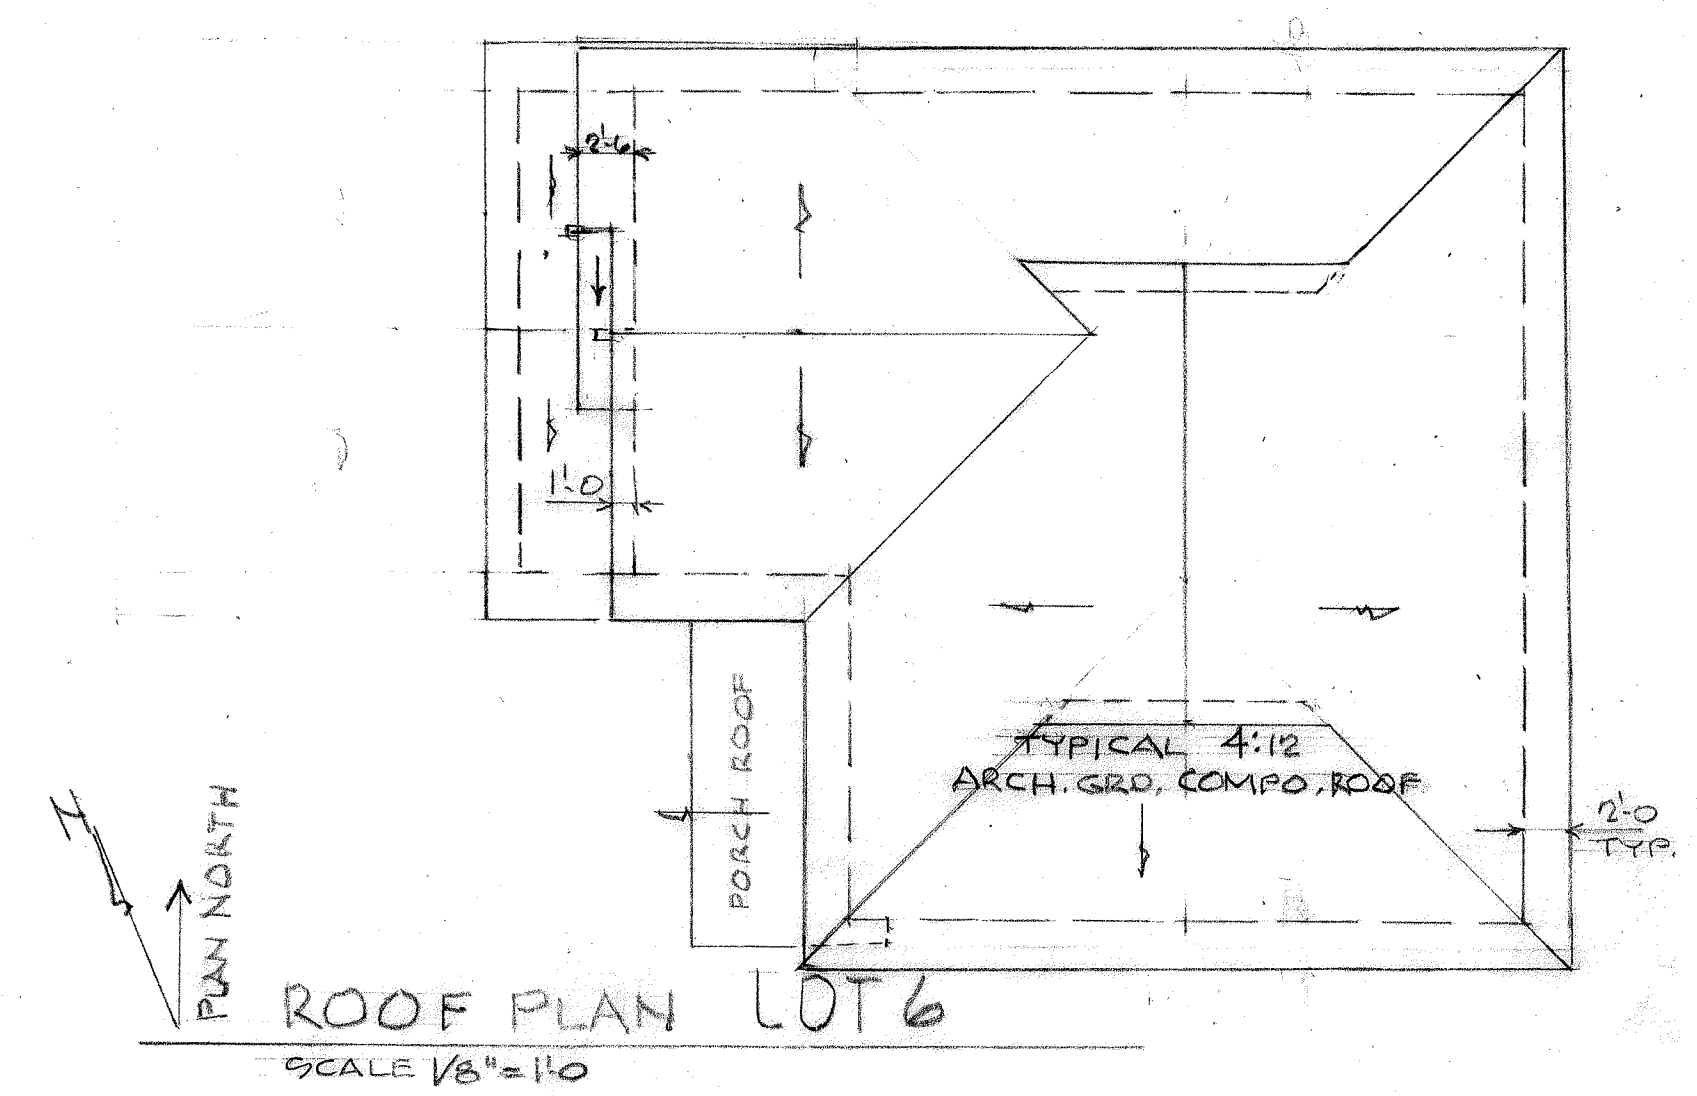 2'-6
1'-0
PORCH ROOF
TYPICAL 4:12
ARCH. GRD. COMPO. ROOF
2'-0
TYP.
N
PLAN NORTH
ROOF PLAN LOT 6
SCALE 1/8" = 1'-0